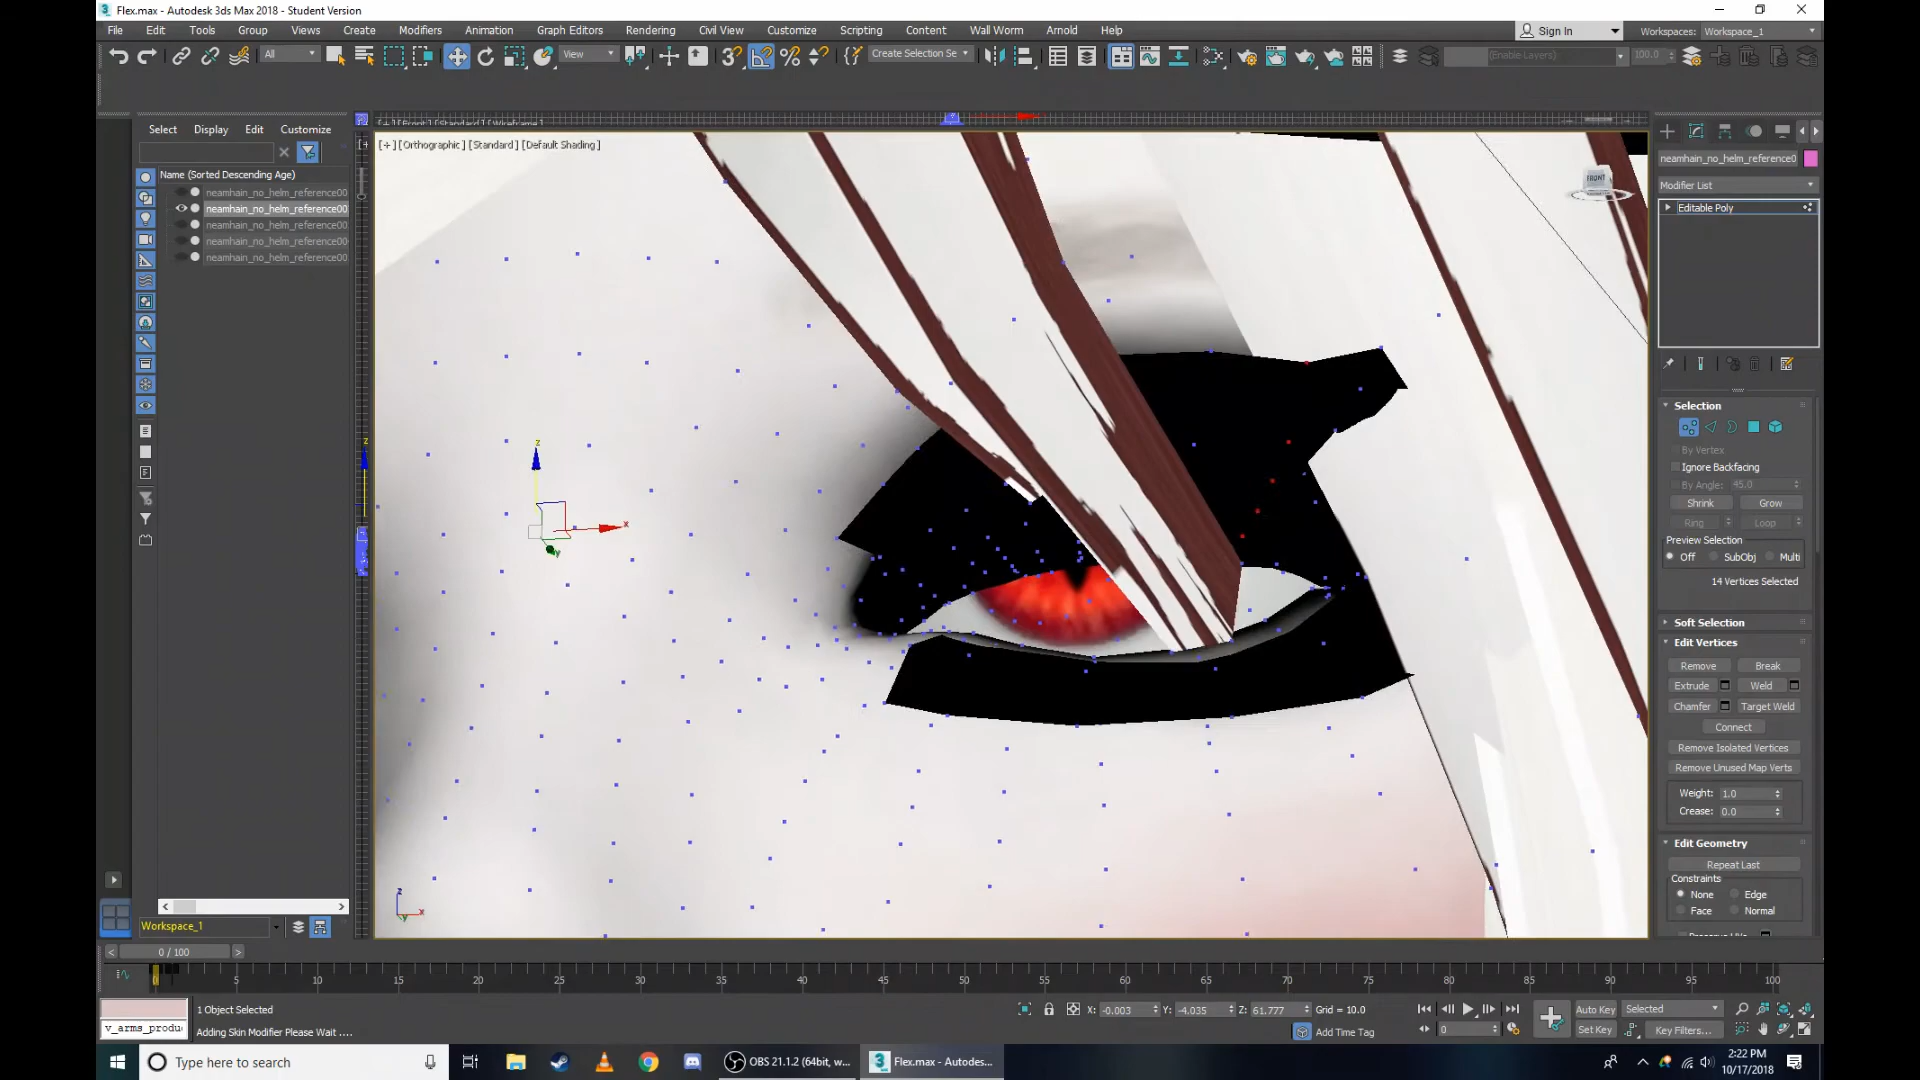 Flex.max - Autodesk 3ds Max 2018 - Student Version
File Edit Tools Group Views Create Modifiers Animation Graph Editors Rendering Civil View Customize Scripting Content Wall Worm Arnold Help
Sign In
Workspaces: Workspace_1
All
View
Create Selection Se
(Enable Layers)
100.0
Select Display Edit Customize
Name (Sorted Descending Age)
neamhain_no_helm_reference00
neamhain_no_helm_reference00
neamhain_no_helm_reference00
neamhain_no_helm_reference00
neamhain_no_helm_reference00
[+] [Orthographic] [Standard] [Default Shading]
FRONT
z
x
y
z
x
y
z
neamhain_no_helm_reference0
Modifier List
Editable Poly
Selection
By Vertex
Ignore Backfacing
By Angle: 45.0
Shrink Grow
Ring Loop
Preview Selection
Off SubObj Multi
14 Vertices Selected
Soft Selection
Edit Vertices
Remove Break
Extrude Weld
Chamfer Target Weld
Connect
Remove Isolated Vertices
Remove Unused Map Verts
Weight: 1.0
Crease: 0.0
Edit Geometry
Repeat Last
Constraints
None Edge
Face Normal
Workspace_1
0 / 100
0 5 10 15 20 25 30 35 40 45 50 55 60 65 70 75 80 85 90 95 100
1 Object Selected
X: -0.003 Y: -4.035 Z: 61.777 Grid = 10.0
Auto Key Selected
v_arms_produ
Adding Skin Modifier Please Wait ....
Add Time Tag
0
Set Key Key Filters...
Type here to search
OBS 21.1.2 (64bit, w...
Flex.max - Autodes...
2:22 PM
10/17/2018